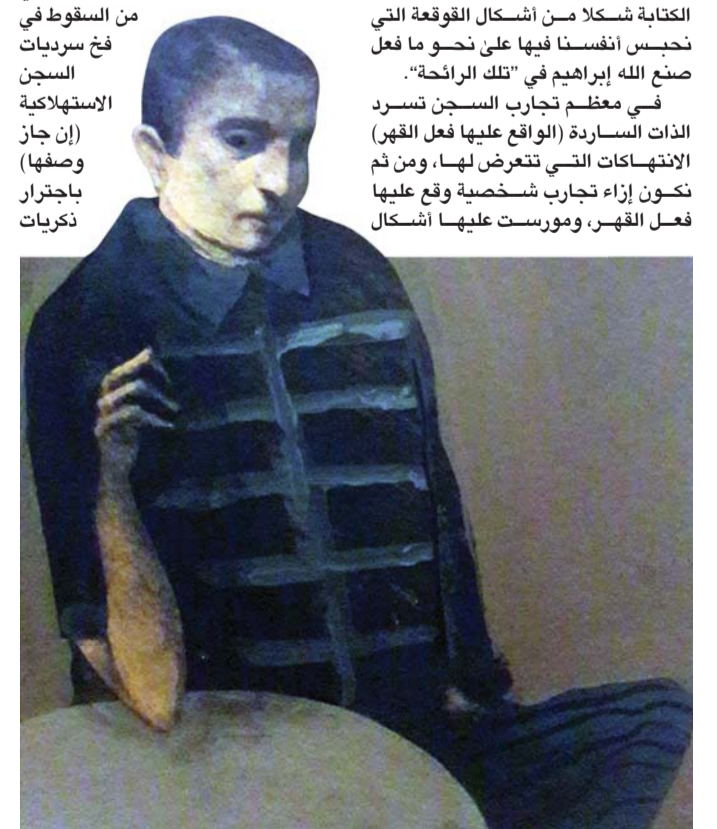 الكتابة شكلا من أشكال القوقعة التي
نحبس أنفسنا فيها على نحو ما فعل
صنع الله إبراهيم في ”تلك الرائحة“.
في معظم تجارب السجن تسرد
الذات الساردة (الواقع عليها فعل القهر)
الانتهاكات التي تتعرض لها، ومن ثم
نكون إزاء تجارب شخصية وقع عليها
فعل القهر، ومورست عليها أشكال
من السقوط في
فخ سرديات
السجن
الاستهلاكية
(إن جاز
وصفها)
باجترار
ذكريات